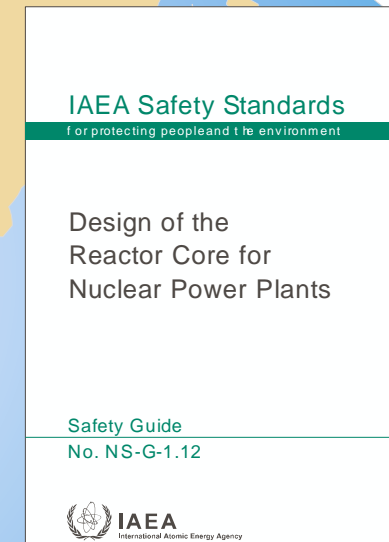 IAEA Safety Standards
for protecting people and the environment
Design of the
Reactor Core for
Nuclear Power Plants
Safety Guide
No. NS-G-1.12
IAEA
International Atomic Energy Agency